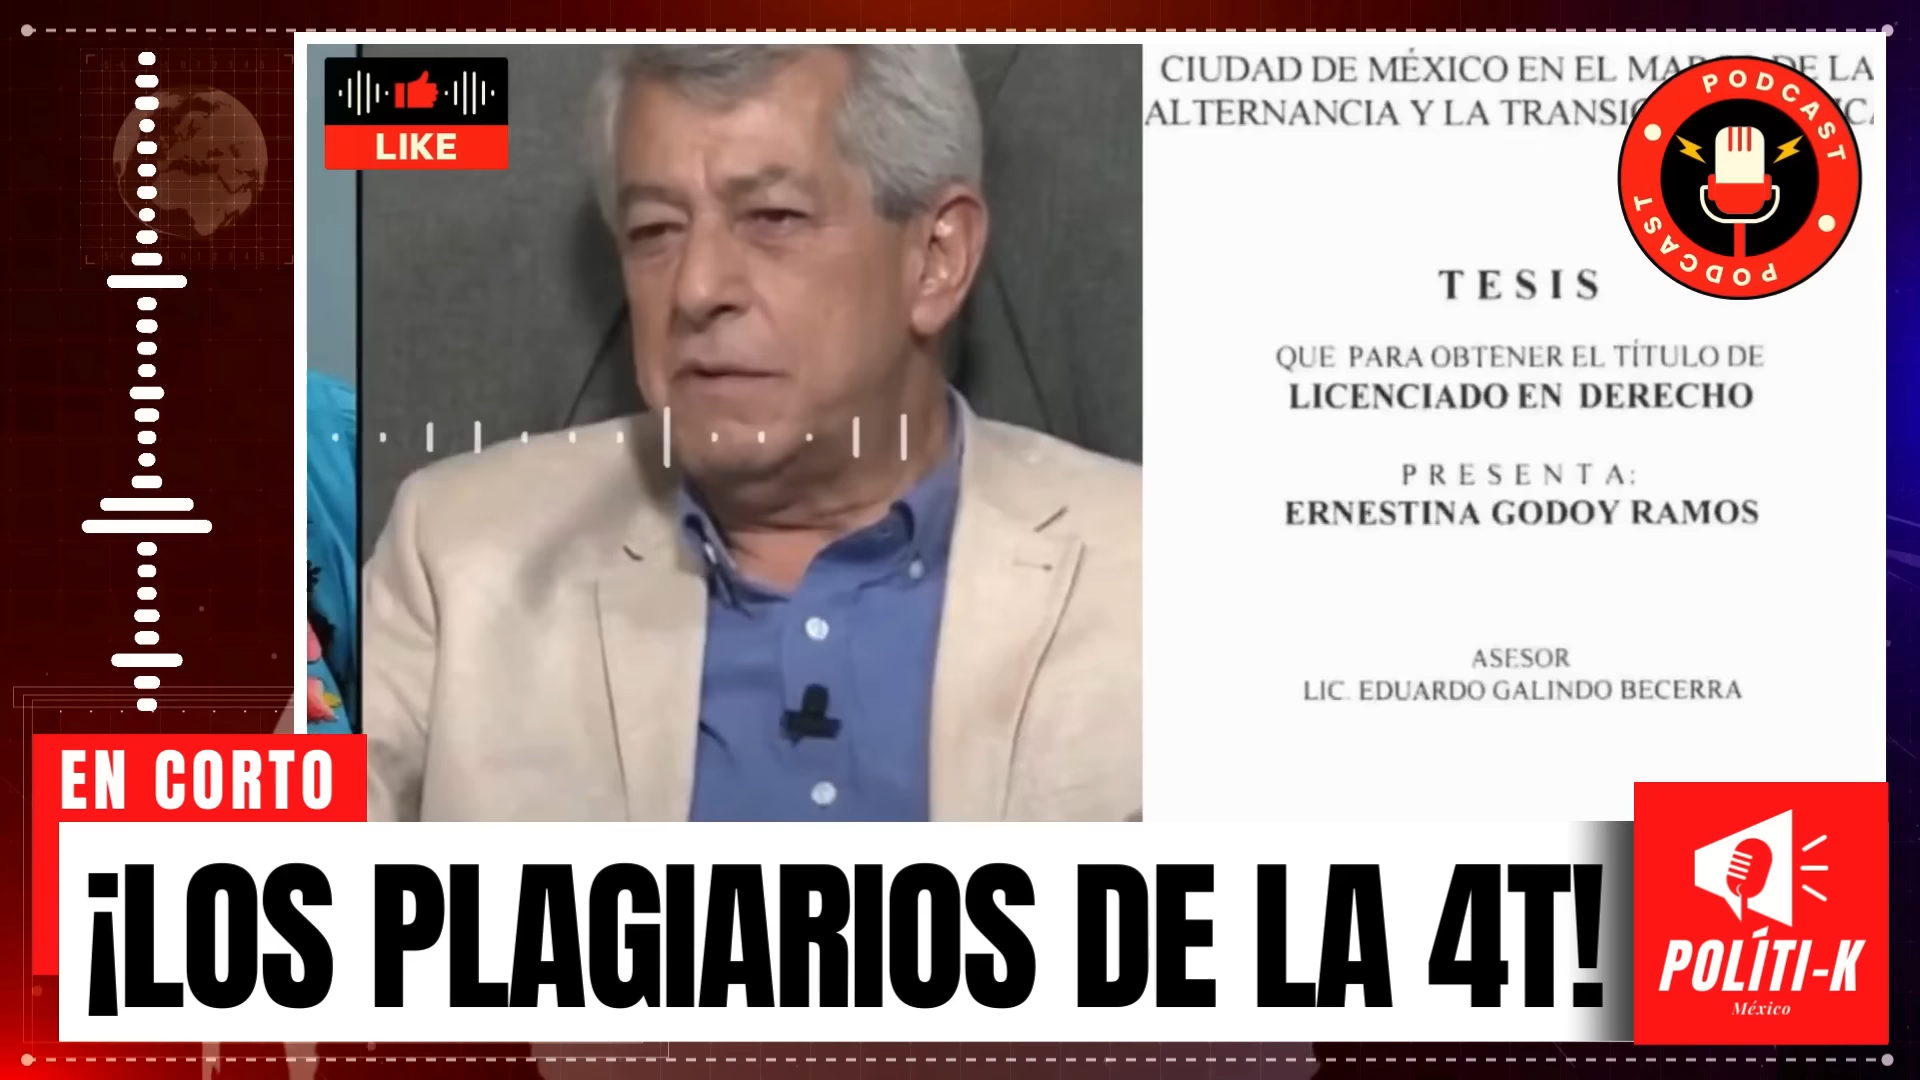 LIKE
CIUDAD DE MÉXICO EN EL DE LA
ALTERNANCIA Y LA
PODCAST
PODCAST
TESIS
QUE PARA OBTENER EL TÍTULO DE
LICENCIADO EN DERECHO
PRESENTA:
ERNESTINA GODOY RAMOS
ASESOR
LIC. EDUARDO GALINDO BECERRA
EN CORTO
¡LOS PLAGIARIOS DE LA 4T!
POLÍTI-K
México